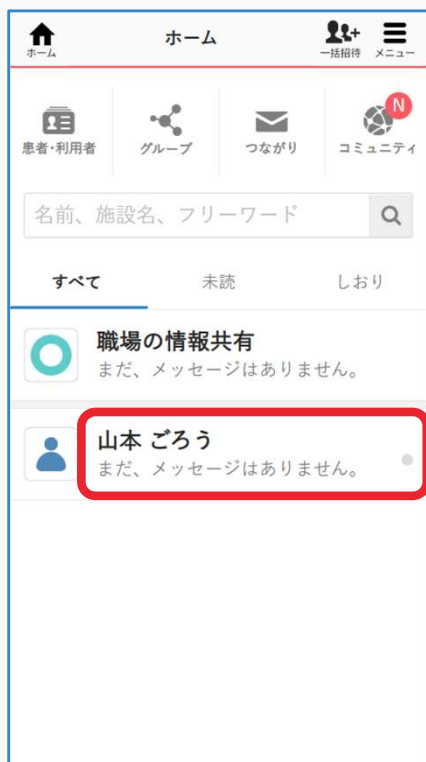 ホーム
ホーム
一括招待
メニュー
患者・利用者
グループ
つながり
コミュニティ
N
名前、施設名、フリーワード
すべて
未読
しおり
職場の情報共有
まだ、メッセージはありません。
山本 ごろう
まだ、メッセージはありません。